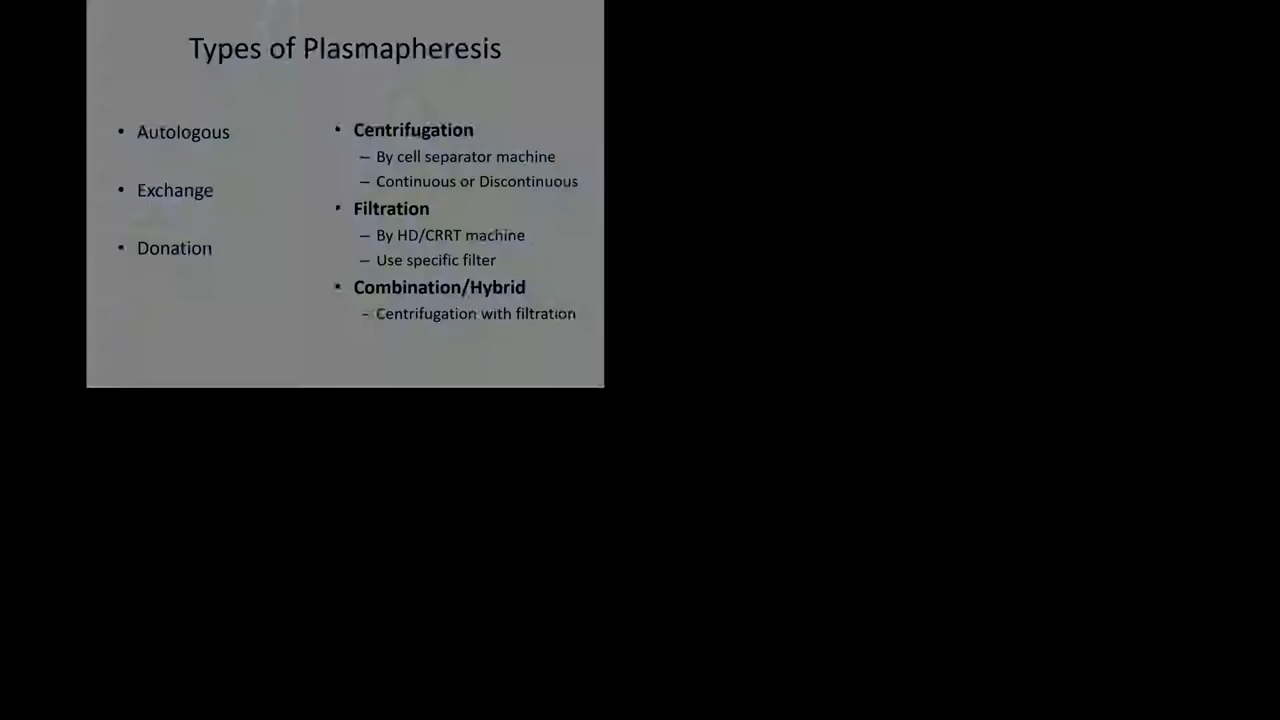 Types of Plasmapheresis
• Autologous
• Exchange
• Donation
• Centrifugation
– By cell separator machine
– Continuous or Discontinuous
• Filtration
– By HD/CRRT machine
– Use specific filter
• Combination/Hybrid
– Centrifugation with filtration